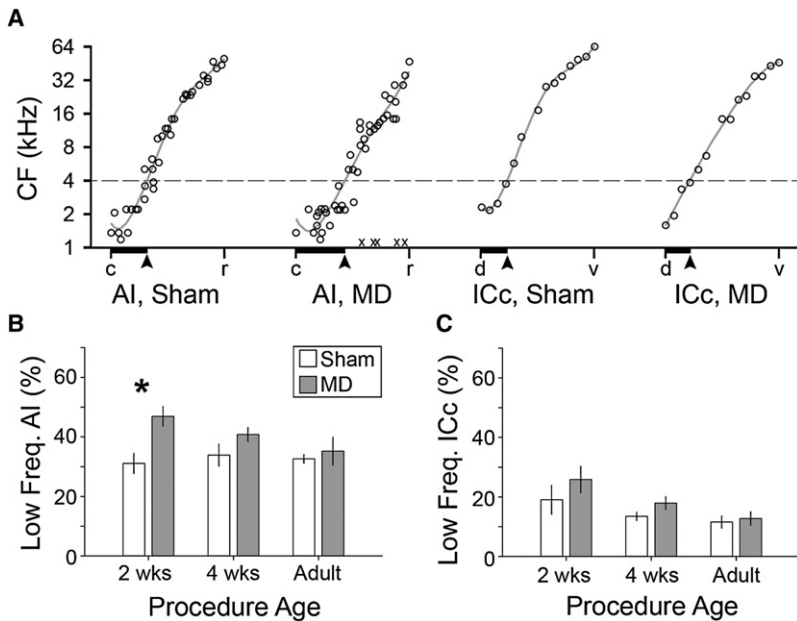 A
CF (kHz)
64
32
16
8
4
2
1
x xx x x
c r c r d v d v
AI, Sham AI, MD ICc, Sham ICc, MD
B
Low Freq. AI (%)
60
40
20
0
*
Sham
MD
2 wks 4 wks Adult
Procedure Age
C
Low Freq. ICc (%)
60
40
20
0
2 wks 4 wks Adult
Procedure Age